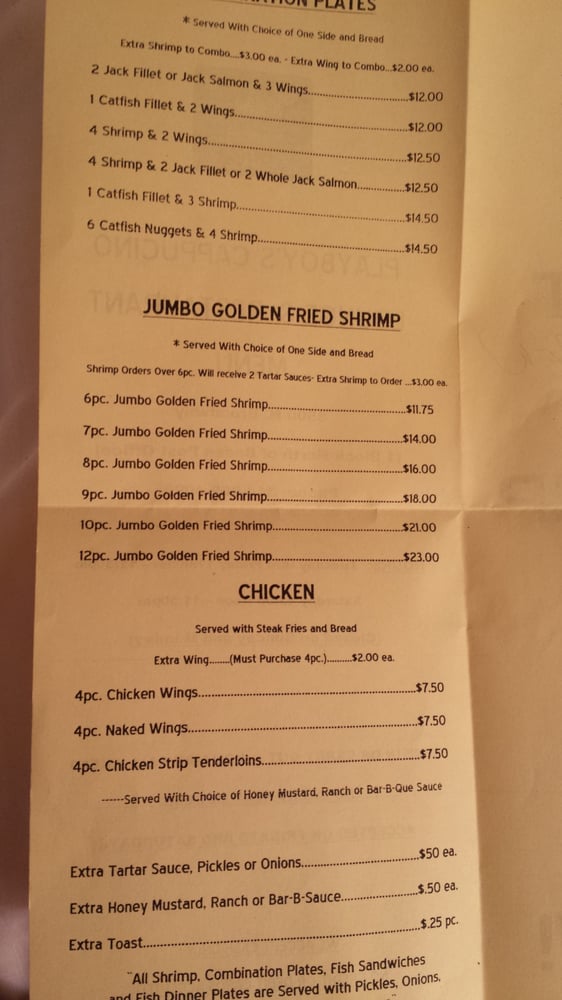 PLATES
* Served With Choice of One Side and Bread
Extra Shrimp to Combo....$3.00 ea. - Extra Wing to Combo...$2.00 ea.
2 Jack Fillet or Jack Salmon & 3 Wings..............................$12.00
1 Catfish Fillet & 2 Wings..................................................$12.00
4 Shrimp & 2 Wings..........................................................$12.50
4 Shrimp & 2 Jack Fillet or 2 Whole Jack Salmon..............$12.50
1 Catfish Fillet & 3 Shrimp.................................................$14.50
6 Catfish Nuggets & 4 Shrimp...........................................$14.50
JUMBO GOLDEN FRIED SHRIMP
* Served With Choice of One Side and Bread
Shrimp Orders Over 6pc. Will receive 2 Tartar Sauces- Extra Shrimp to Order ...$3.00 ea.
6pc. Jumbo Golden Fried Shrimp.......................................$11.75
7pc. Jumbo Golden Fried Shrimp.......................................$14.00
8pc. Jumbo Golden Fried Shrimp.......................................$16.00
9pc. Jumbo Golden Fried Shrimp.......................................$18.00
10pc. Jumbo Golden Fried Shrimp.....................................$21.00
12pc. Jumbo Golden Fried Shrimp.....................................$23.00
CHICKEN
Served with Steak Fries and Bread
Extra Wing........(Must Purchase 4pc.)..........$2.00 ea.
4pc. Chicken Wings...........................................................$7.50
4pc. Naked Wings.............................................................$7.50
4pc. Chicken Strip Tenderloins...........................................$7.50
------Served With Choice of Honey Mustard, Ranch or Bar-B-Que Sauce
Extra Tartar Sauce, Pickles or Onions................................$50 ea.
Extra Honey Mustard, Ranch or Bar-B-Sauce.....................$.50 ea.
Extra Toast.........................................................................$.25 pc.
"All Shrimp, Combination Plates, Fish Sandwiches
and Fish Dinner Plates are Served with Pickles, Onions,